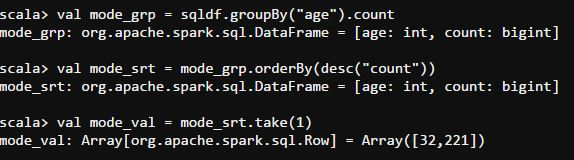 scala> val mode_grp = sqldf.groupBy("age").count
mode_grp: org.apache.spark.sql.DataFrame = [age: int, count: bigint]
scala> val mode_srt = mode_grp.orderBy(desc("count"))
mode_srt: org.apache.spark.sql.DataFrame = [age: int, count: bigint]
scala> val mode_val = mode_srt.take(1)
mode_val: Array[org.apache.spark.sql.Row] = Array([32,221])